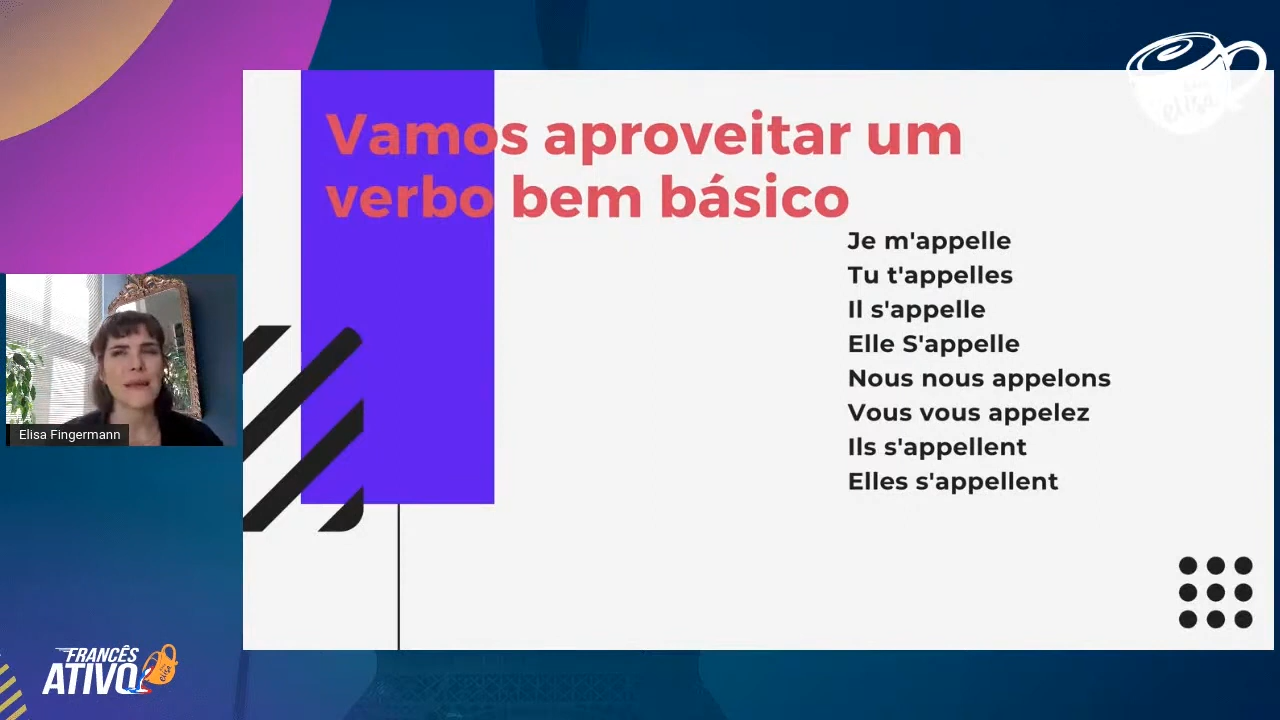 Vamos aproveitar um
verbo bem básico
Je m'appelle
Tu t'appelles
Il s'appelle
Elle S'appelle
Nous nous appelons
Vous vous appelez
Ils s'appellent
Elles s'appellent
Elisa Fingermann
FRANCÊS
ATIVO
elisa